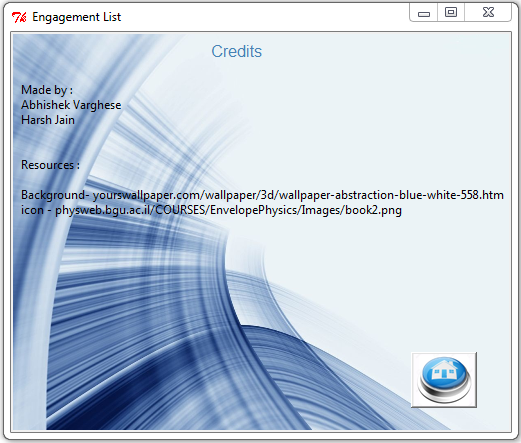 Engagement List
Credits
Made by :
Abhishek Varghese
Harsh Jain
Resources :
Background- yourswallpaper.com/wallpaper/3d/wallpaper-abstraction-blue-white-558.htm
icon - physweb.bgu.ac.il/COURSES/EnvelopePhysics/Images/book2.png